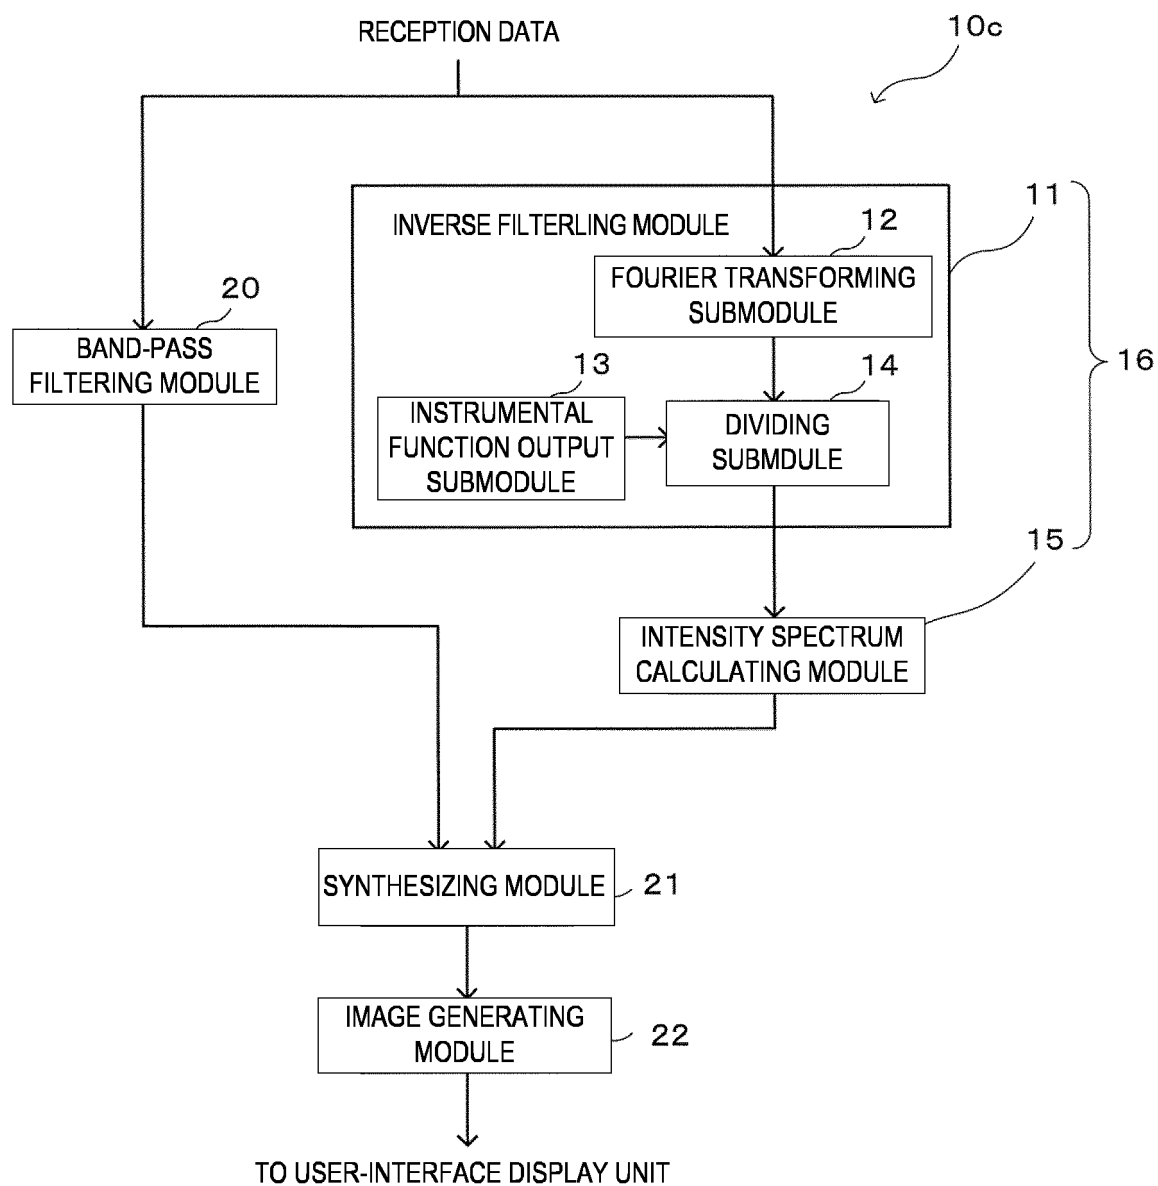 RECEPTION DATA
10c
11
INVERSE FILTERLING MODULE
12
FOURIER TRANSFORMING
SUBMODULE
20
BAND-PASS
FILTERING MODULE
16
13
INSTRUMENTAL
FUNCTION OUTPUT
SUBMODULE
14
DIVIDING
SUBMDULE
15
INTENSITY SPECTRUM
CALCULATING MODULE
SYNTHESIZING MODULE
21
IMAGE GENERATING
MODULE
22
TO USER-INTERFACE DISPLAY UNIT